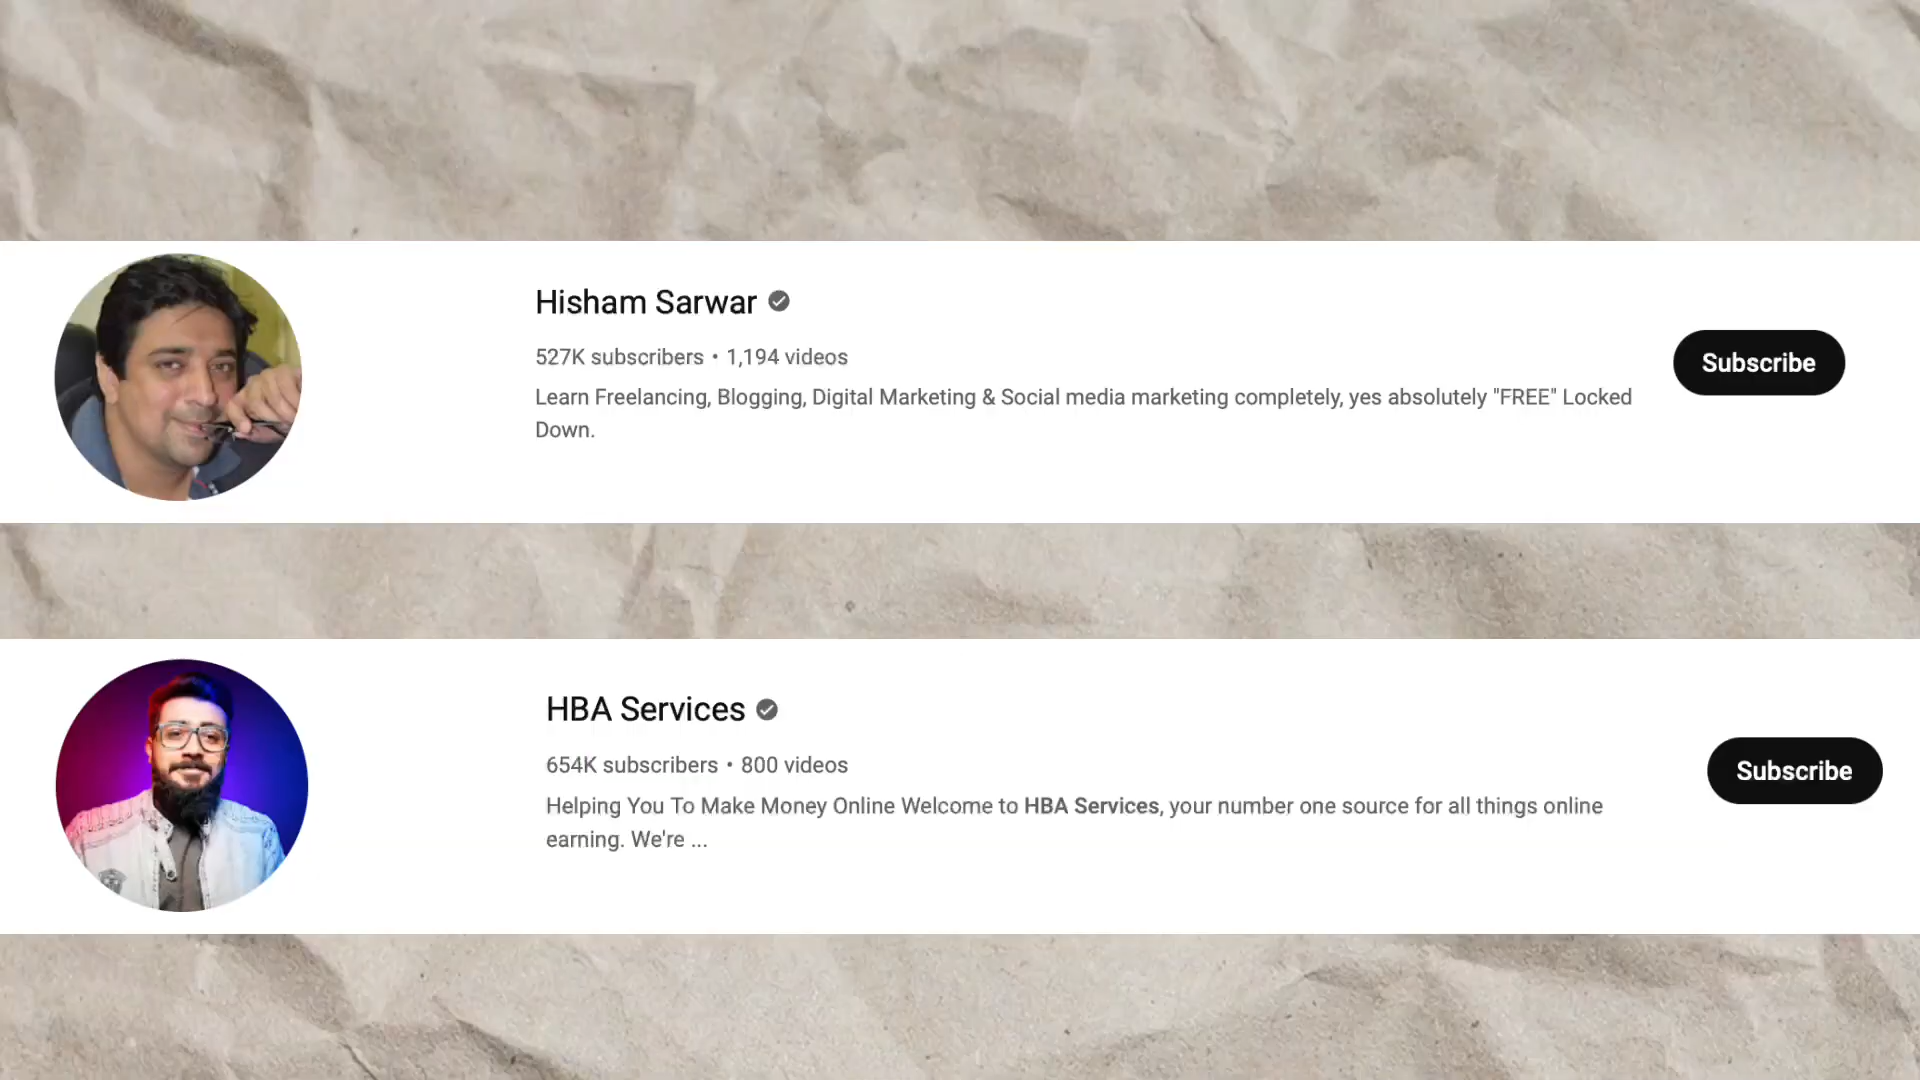 Hisham Sarwar
527K subscribers • 1,194 videos
Learn Freelancing, Blogging, Digital Marketing & Social media marketing completely, yes absolutely "FREE" Locked
Down.
Subscribe
HBA Services
654K subscribers • 800 videos
Helping You To Make Money Online Welcome to HBA Services, your number one source for all things online
earning. We're ...
Subscribe